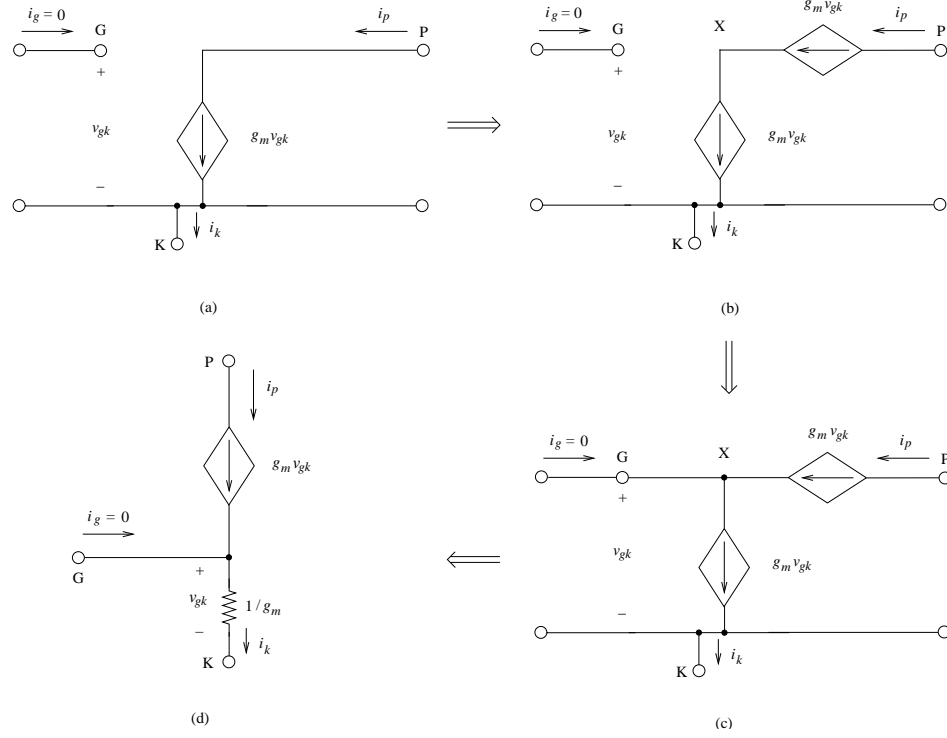 i_g = 0
G
i_p
P
+
v_gk
g_m v_gk
−
i_k
K
(a)
i_g = 0
G
X
g_m v_gk
i_p
P
+
v_gk
g_m v_gk
−
i_k
K
(b)
P
i_p
g_m v_gk
i_g = 0
G
+
v_gk
1 / g_m
−
i_k
K
(d)
i_g = 0
G
X
g_m v_gk
i_p
P
+
v_gk
g_m v_gk
−
i_k
K
(c)